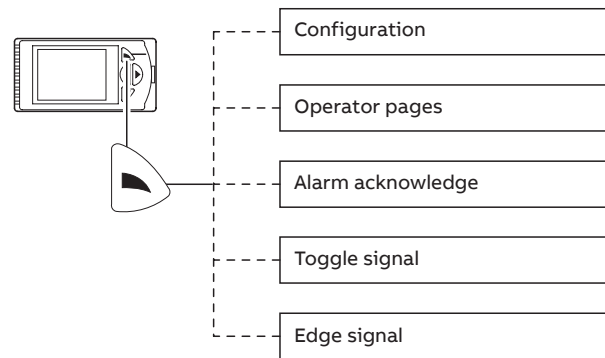 Configuration
Operator pages
Alarm acknowledge
Toggle signal
Edge signal